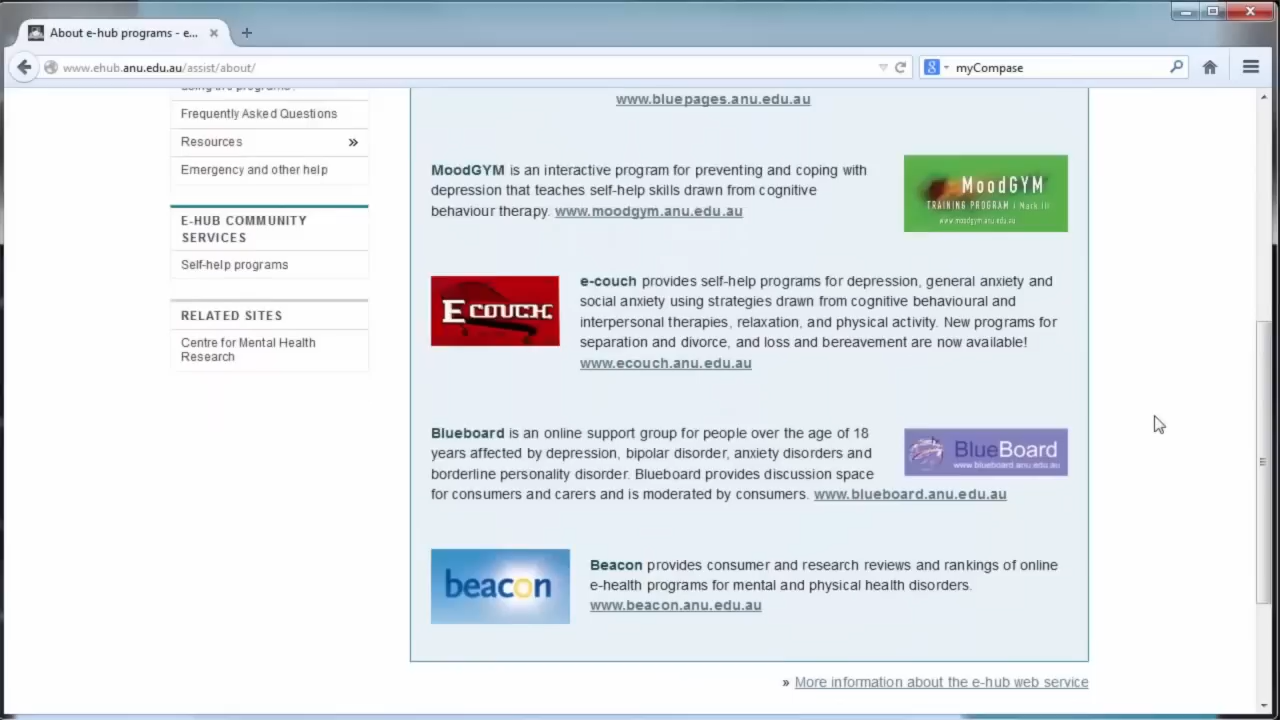 About e-hub programs - e...
www.ehub.anu.edu.au/assist/about/
myCompase
Frequently Asked Questions
Resources »
Emergency and other help
E-HUB COMMUNITY
SERVICES
Self-help programs
RELATED SITES
Centre for Mental Health
Research
www.bluepages.anu.edu.au
MoodGYM is an interactive program for preventing and coping with
depression that teaches self-help skills drawn from cognitive
behaviour therapy. www.moodgym.anu.edu.au
MoodGYM
TRAINING PROGRAM : Mark III
www.moodgym.anu.edu.au
E COUCH
e-couch provides self-help programs for depression, general anxiety and
social anxiety using strategies drawn from cognitive behavioural and
interpersonal therapies, relaxation, and physical activity. New programs for
separation and divorce, and loss and bereavement are now available!
www.ecouch.anu.edu.au
Blueboard is an online support group for people over the age of 18
years affected by depression, bipolar disorder, anxiety disorders and
borderline personality disorder. Blueboard provides discussion space
for consumers and carers and is moderated by consumers. www.blueboard.anu.edu.au
BlueBoard
www.blueboard.anu.edu.au
beacon
Beacon provides consumer and research reviews and rankings of online
e-health programs for mental and physical health disorders.
www.beacon.anu.edu.au
» More information about the e-hub web service